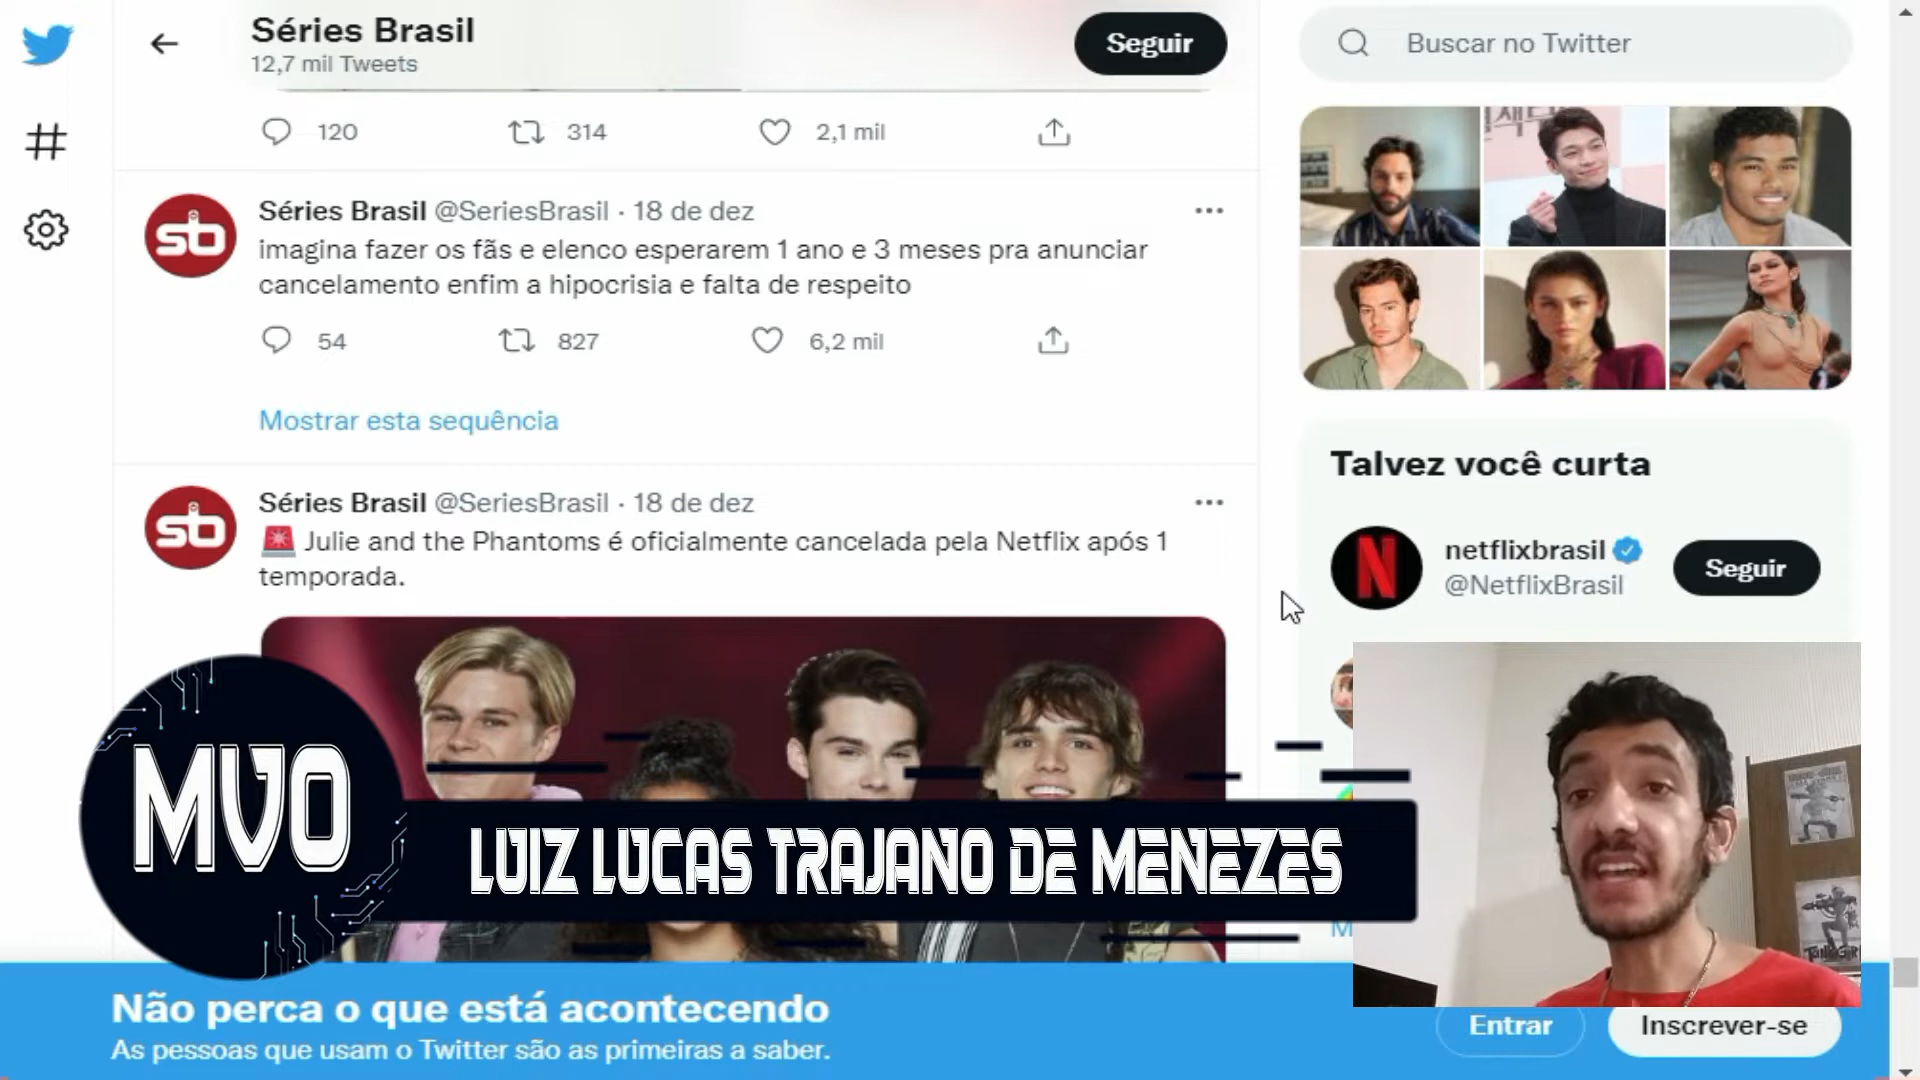 Séries Brasil
12,7 mil Tweets
Seguir
Buscar no Twitter
120
314
2,1 mil
Séries Brasil @SeriesBrasil · 18 de dez
imagina fazer os fãs e elenco esperarem 1 ano e 3 meses pra anunciar
cancelamento enfim a hipocrisia e falta de respeito
54
827
6,2 mil
Mostrar esta sequência
sb
Séries Brasil @SeriesBrasil · 18 de dez
Julie and the Phantoms é oficialmente cancelada pela Netflix após 1
temporada.
sb
Talvez você curta
netflixbrasil
@NetflixBrasil
Seguir
N
MVO
LUIZ LUCAS TRAJANO DE MENEZES
Não perca o que está acontecendo
As pessoas que usam o Twitter são as primeiras a saber.
Entrar
Inscrever-se